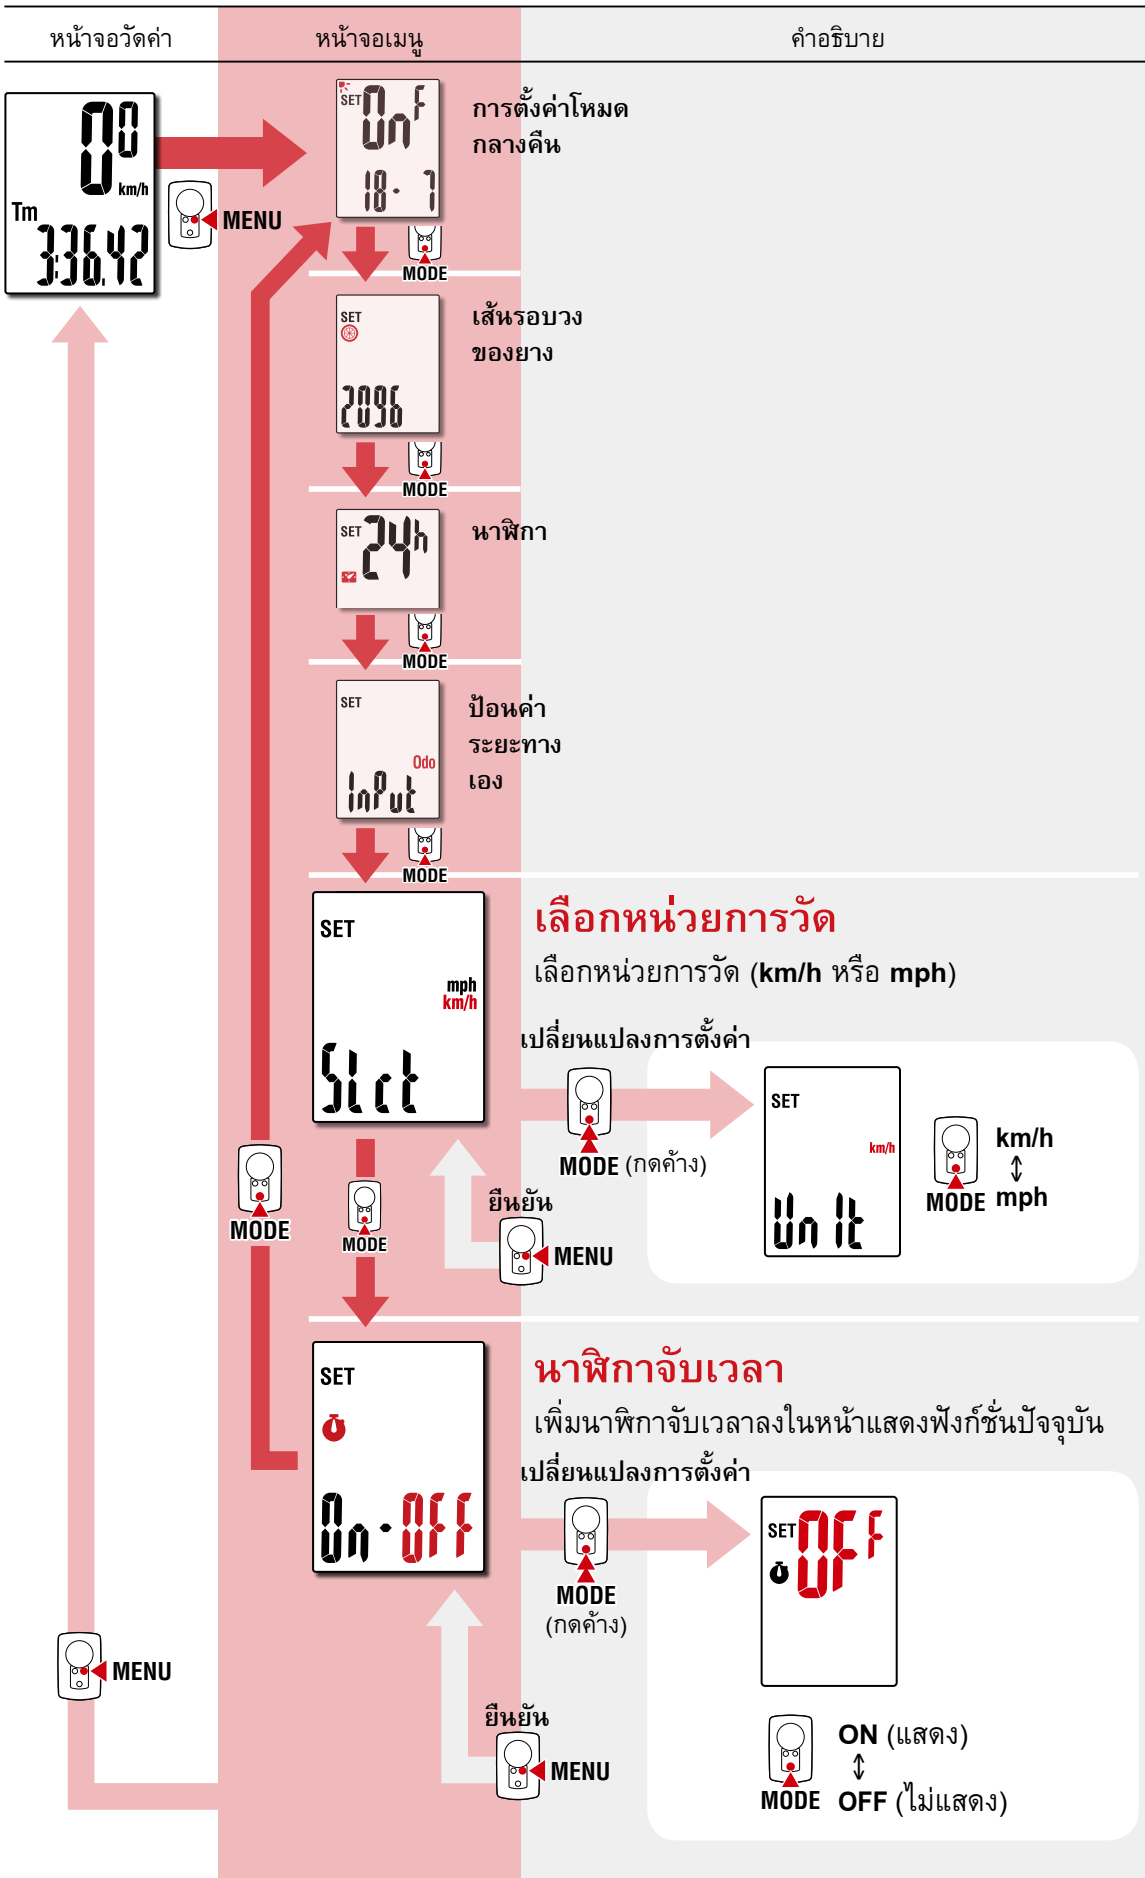 หน้าจอวัดค่า
หน้าจอเมนู
คำอธิบาย
0⁰
km/h
Tm
3:36.42
MENU
SET
OnF
18 - 7
การตั้งค่าโหมด
กลางคืน
MODE
SET
2096
เส้นรอบวง
ของยาง
MODE
SET
24h
นาฬิกา
MODE
SET
Odo
InPut
ป้อนค่า
ระยะทาง
เอง
MODE
SET
mph
km/h
Slct
เลือกหน่วยการวัด
เลือกหน่วยการวัด (km/h หรือ mph)
เปลี่ยนแปลงการตั้งค่า
MODE (กดค้าง)
SET
km/h
Unit
MODE
km/h
mph
ยืนยัน
MENU
MODE
MODE
SET
On-OFF
นาฬิกาจับเวลา
เพิ่มนาฬิกาจับเวลาลงในหน้าแสดงฟังก์ชั่นปัจจุบัน
เปลี่ยนแปลงการตั้งค่า
MODE
(กดค้าง)
SET
OFF
ON (แสดง)
MODE OFF (ไม่แสดง)
ยืนยัน
MENU
MENU